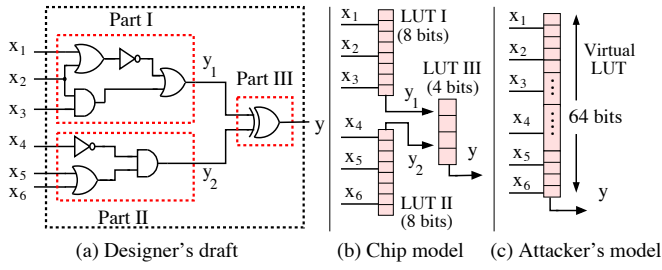 Part I
x1
x2
x3
y1
Part III
y
x4
x5
x6
y2
Part II
(a) Designer's draft
x1
x2
x3
LUT I
(8 bits)
LUT III
(4 bits)
y1
x4
x5
x6
y2
y
LUT II
(8 bits)
(b) Chip model
x1
x2
x3
x4
x5
x6
Virtual
LUT
64 bits
y
(c) Attacker's model